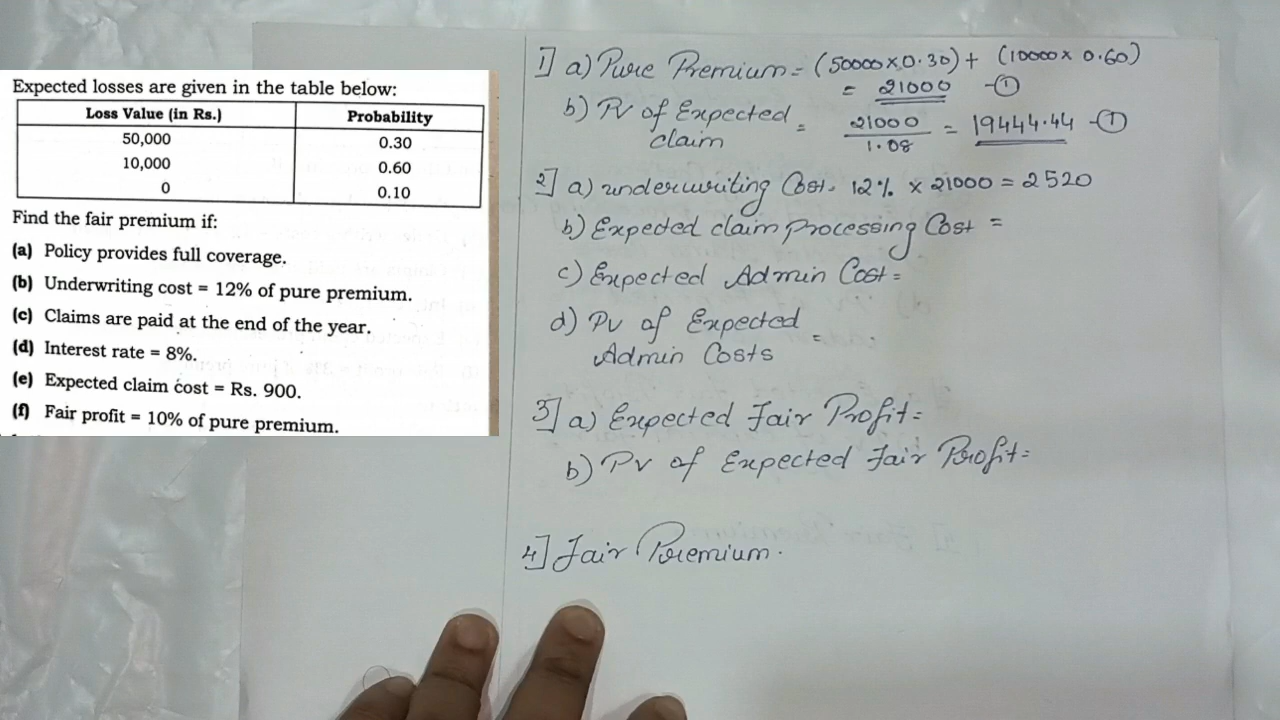 Expected losses are given in the table below:
Loss Value (in Rs.) Probability
50,000 0.30
10,000 0.60
0 0.10
Find the fair premium if:
(a) Policy provides full coverage.
(b) Underwriting cost = 12% of pure premium.
(c) Claims are paid at the end of the year.
(d) Interest rate = 8%.
(e) Expected claim cost = Rs. 900.
(f) Fair profit = 10% of pure premium.
1] a) Pure Premium = (50000 x 0.30) + (10000 x 0.60)
= 21000 - ①
b) PV of Expected claim = 21000 / 1.08 = 19444.44 - ①
2] a) underwriting Cost = 12% x 21000 = 2520
b) Expected claim processing Cost =
c) Expected Admin Cost =
d) PV of Expected
Admin Costs =
3] a) Expected Fair Profit =
b) PV of Expected Fair Profit =
4] Fair Premium.